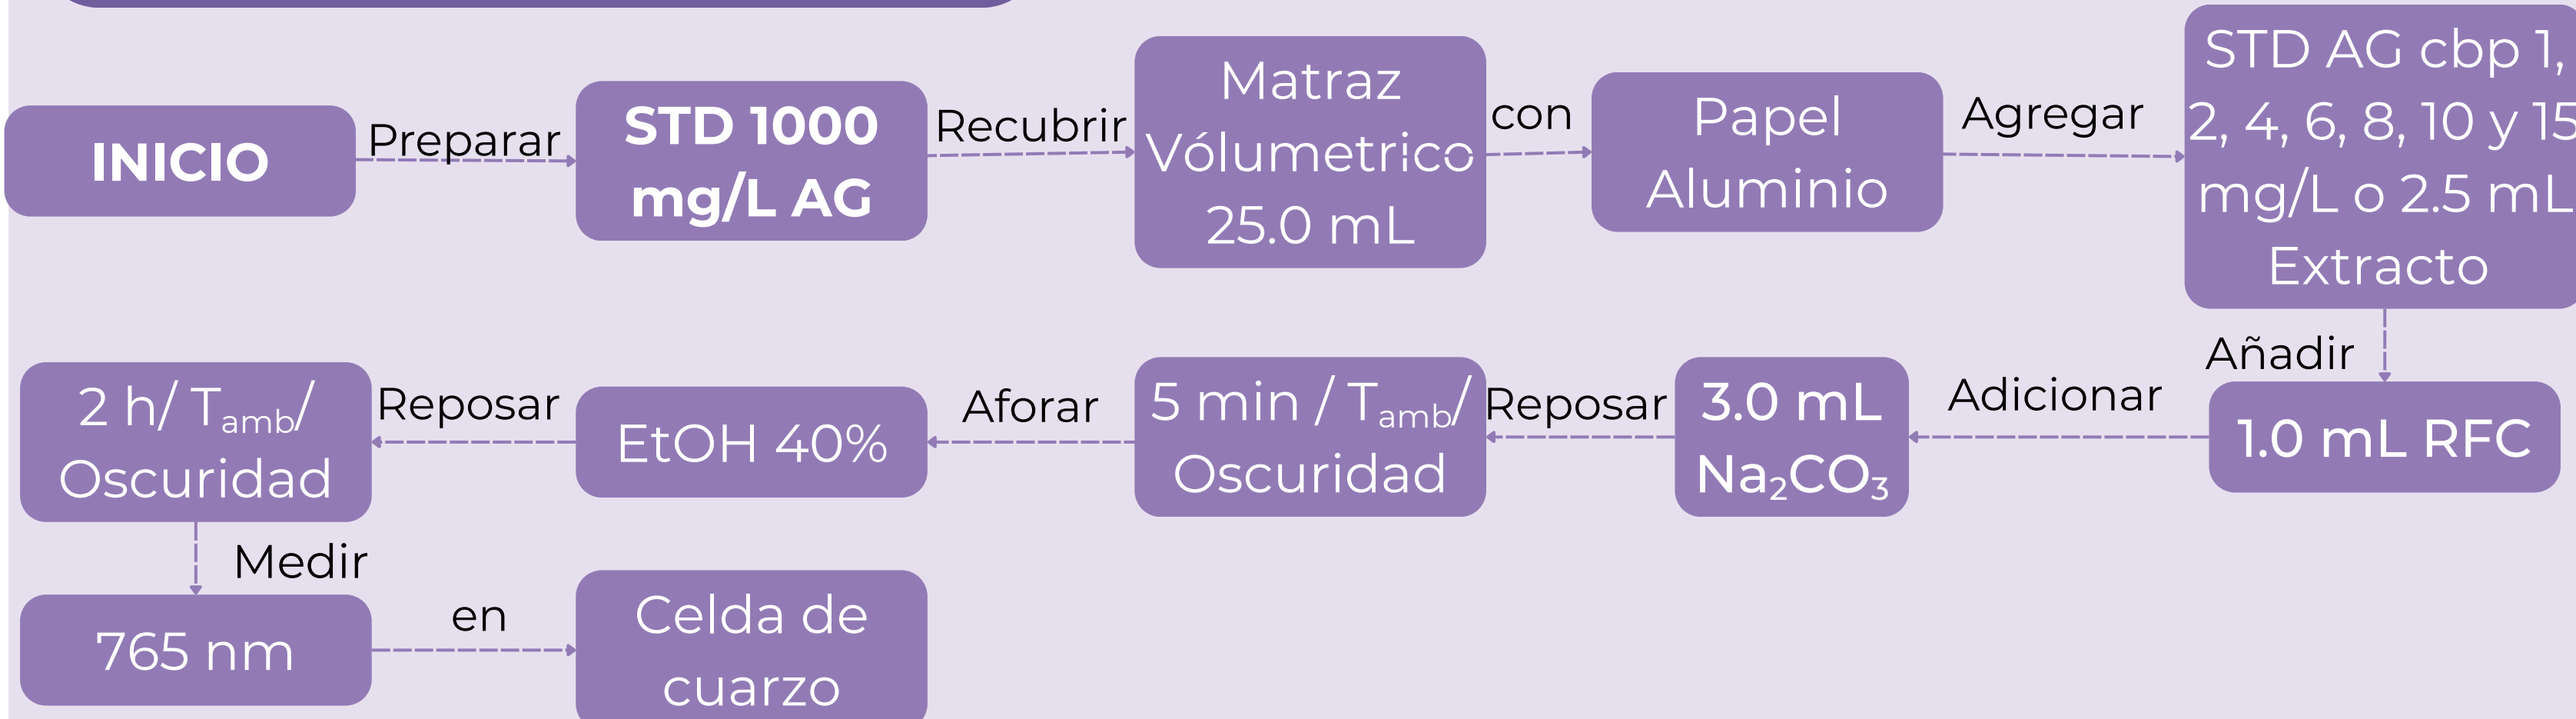 INICIO
Preparar
STD 1000
mg/L AG
Recubrir
Matraz
Vólumetrico
25.0 mL
con
Papel
Aluminio
Agregar
STD AG cbp 1,
2, 4, 6, 8, 10 y 15
mg/L o 2.5 mL
Extracto
Añadir
1.0 mL RFC
Adicionar
3.0 mL
Na₂CO₃
Reposar
5 min / Tamb/
Oscuridad
Aforar
EtOH 40%
Reposar
2 h/ Tamb/
Oscuridad
Medir
765 nm
en
Celda de
cuarzo